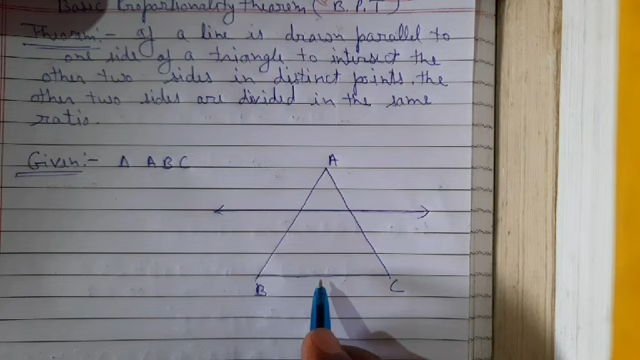 Basic Proportionality Theorem ( B. P. T )
Theorem:- If a line is drawn parallel to
one side of a triangle to intersect the
other two sides in distinct points, the
other two sides are divided in the same
ratio.
Given:- Δ ABC
A
B
C